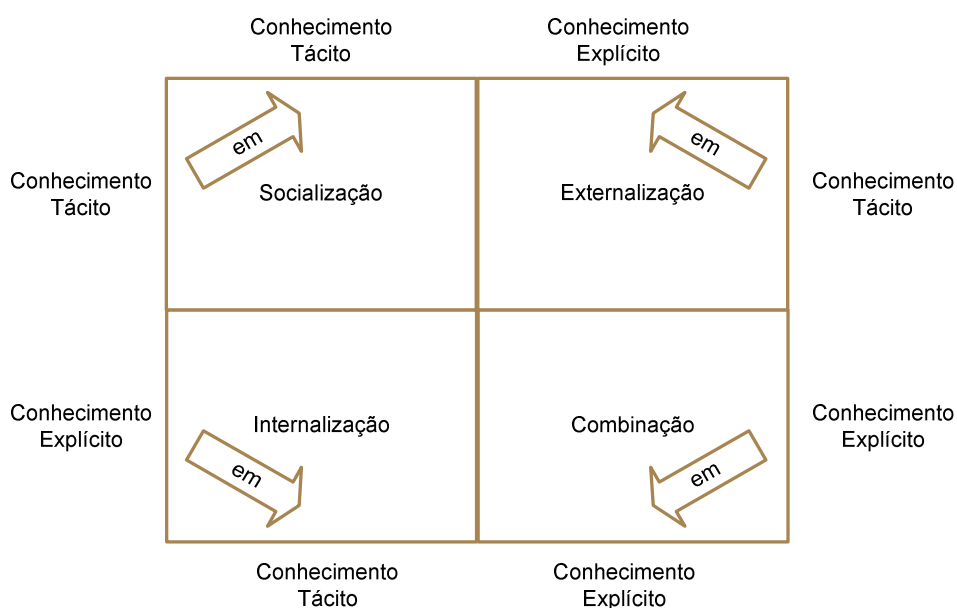 Conhecimento
Tácito
Conhecimento
Explícito
em
em
Conhecimento
Tácito
Socialização
Externalização
Conhecimento
Tácito
Conhecimento
Explícito
Internalização
Combinação
Conhecimento
Explícito
em
em
Conhecimento
Tácito
Conhecimento
Explícito